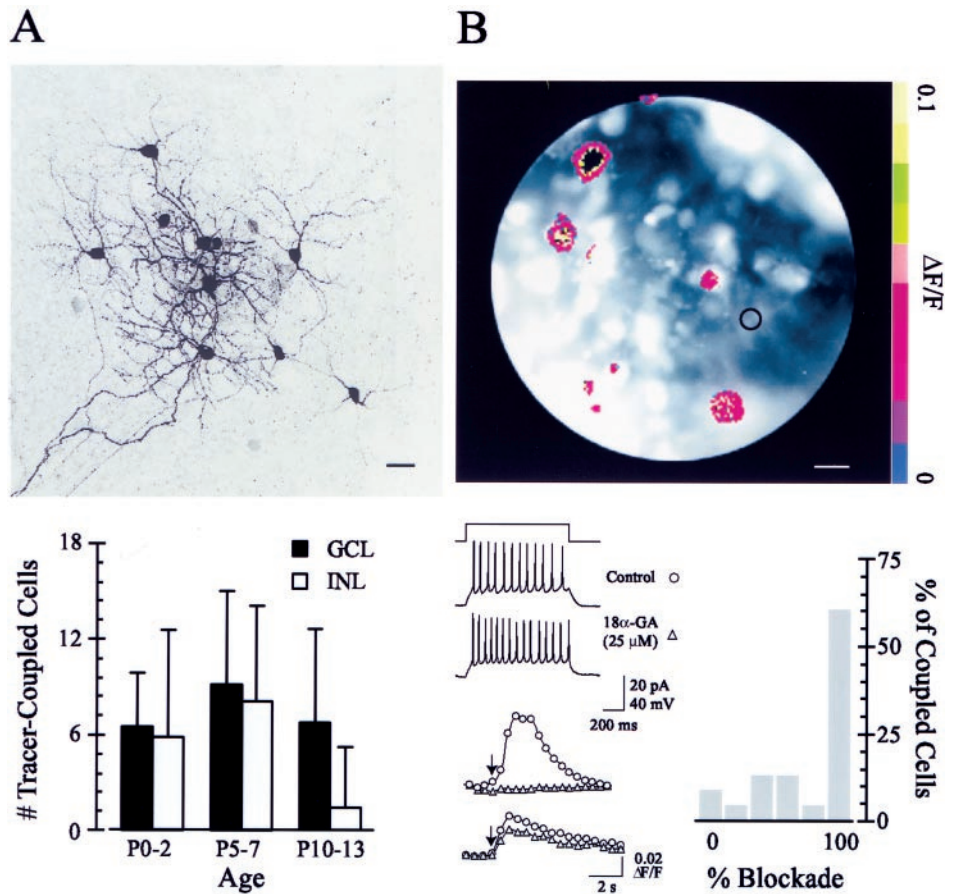 A
B
0.1
ΔF/F
0
18
12
6
0
# Tracer-Coupled Cells
GCL
INL
P0-2
P5-7
P10-13
Age
Control
18α-GA
(25 μM)
20 pA
40 mV
200 ms
0.02
ΔF/F
2 s
75
50
25
0
% of Coupled Cells
0
100
% Blockade